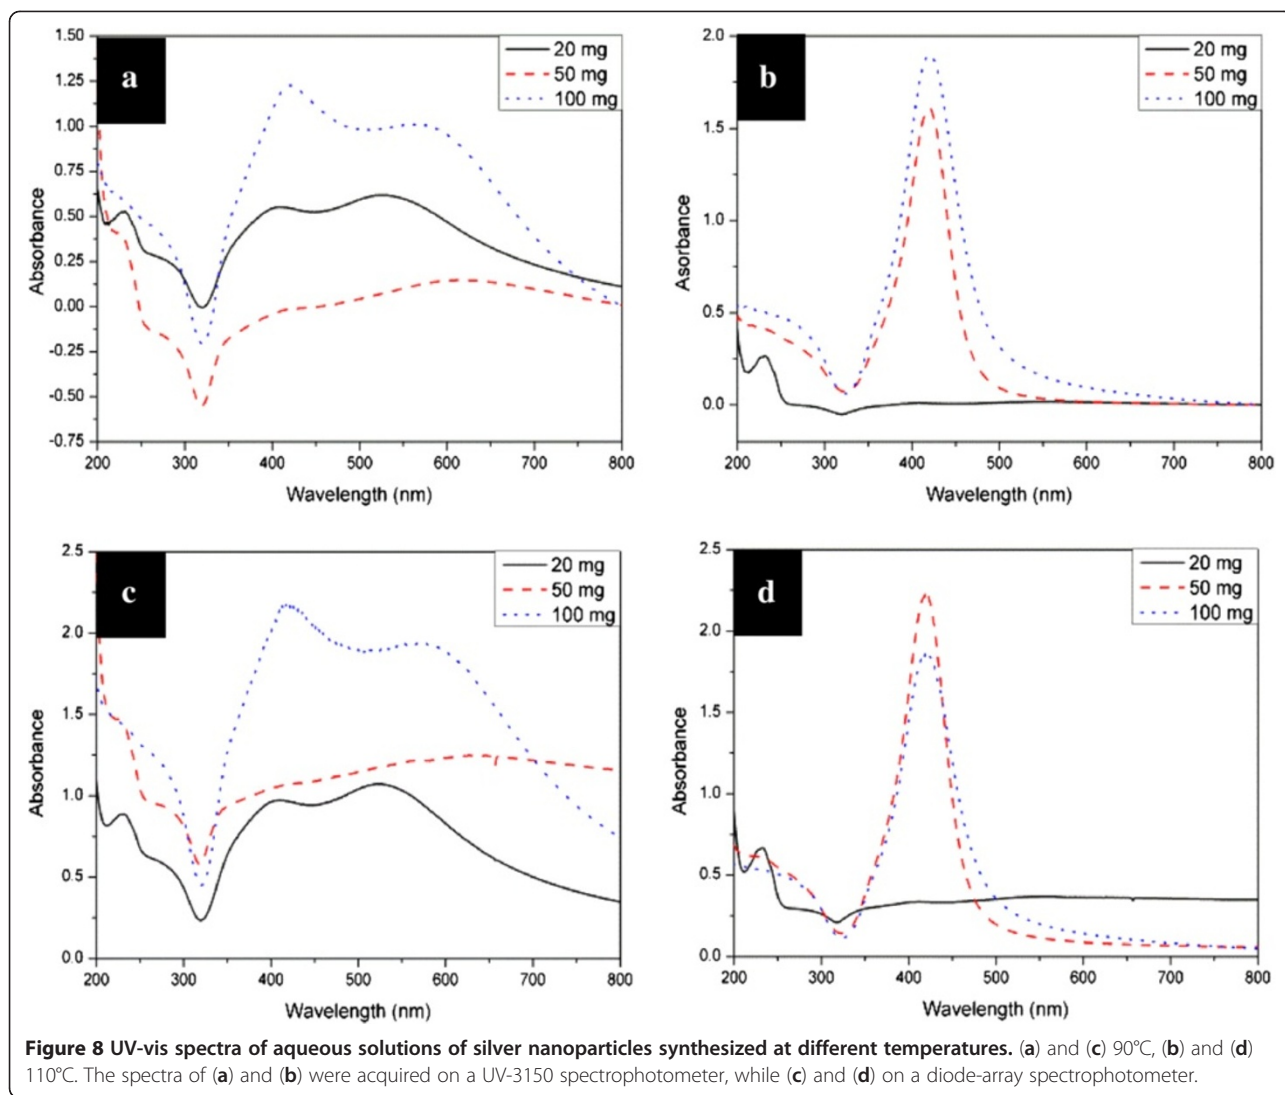 a
1.50
1.25
1.00
0.75
0.50
0.25
0.00
-0.25
-0.50
-0.75
Absorbance
20 mg
50 mg
100 mg
200 300 400 500 600 700 800
Wavelength (nm)
b
2.0
1.5
1.0
0.5
0.0
Asorbance
20 mg
50 mg
100 mg
200 300 400 500 600 700 800
Wavelength (nm)
c
2.5
2.0
1.5
1.0
0.5
0.0
Absorbance
20 mg
50 mg
100 mg
200 300 400 500 600 700 800
Wavelength (nm)
d
2.5
2.0
1.5
1.0
0.5
0.0
Absorbance
20 mg
50 mg
100 mg
200 300 400 500 600 700 800
Wavelength (nm)
Figure 8 UV-vis spectra of aqueous solutions of silver nanoparticles synthesized at different temperatures. (a) and (c) 90°C, (b) and (d)
110°C. The spectra of (a) and (b) were acquired on a UV-3150 spectrophotometer, while (c) and (d) on a diode-array spectrophotometer.